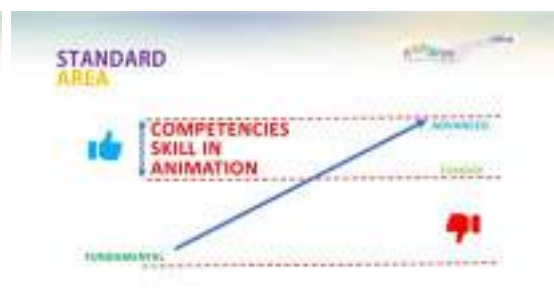 STANDARD
AREA
COMPETENCIES
SKILL IN
ANIMATION
ADVANCED
FUNDAMENTAL